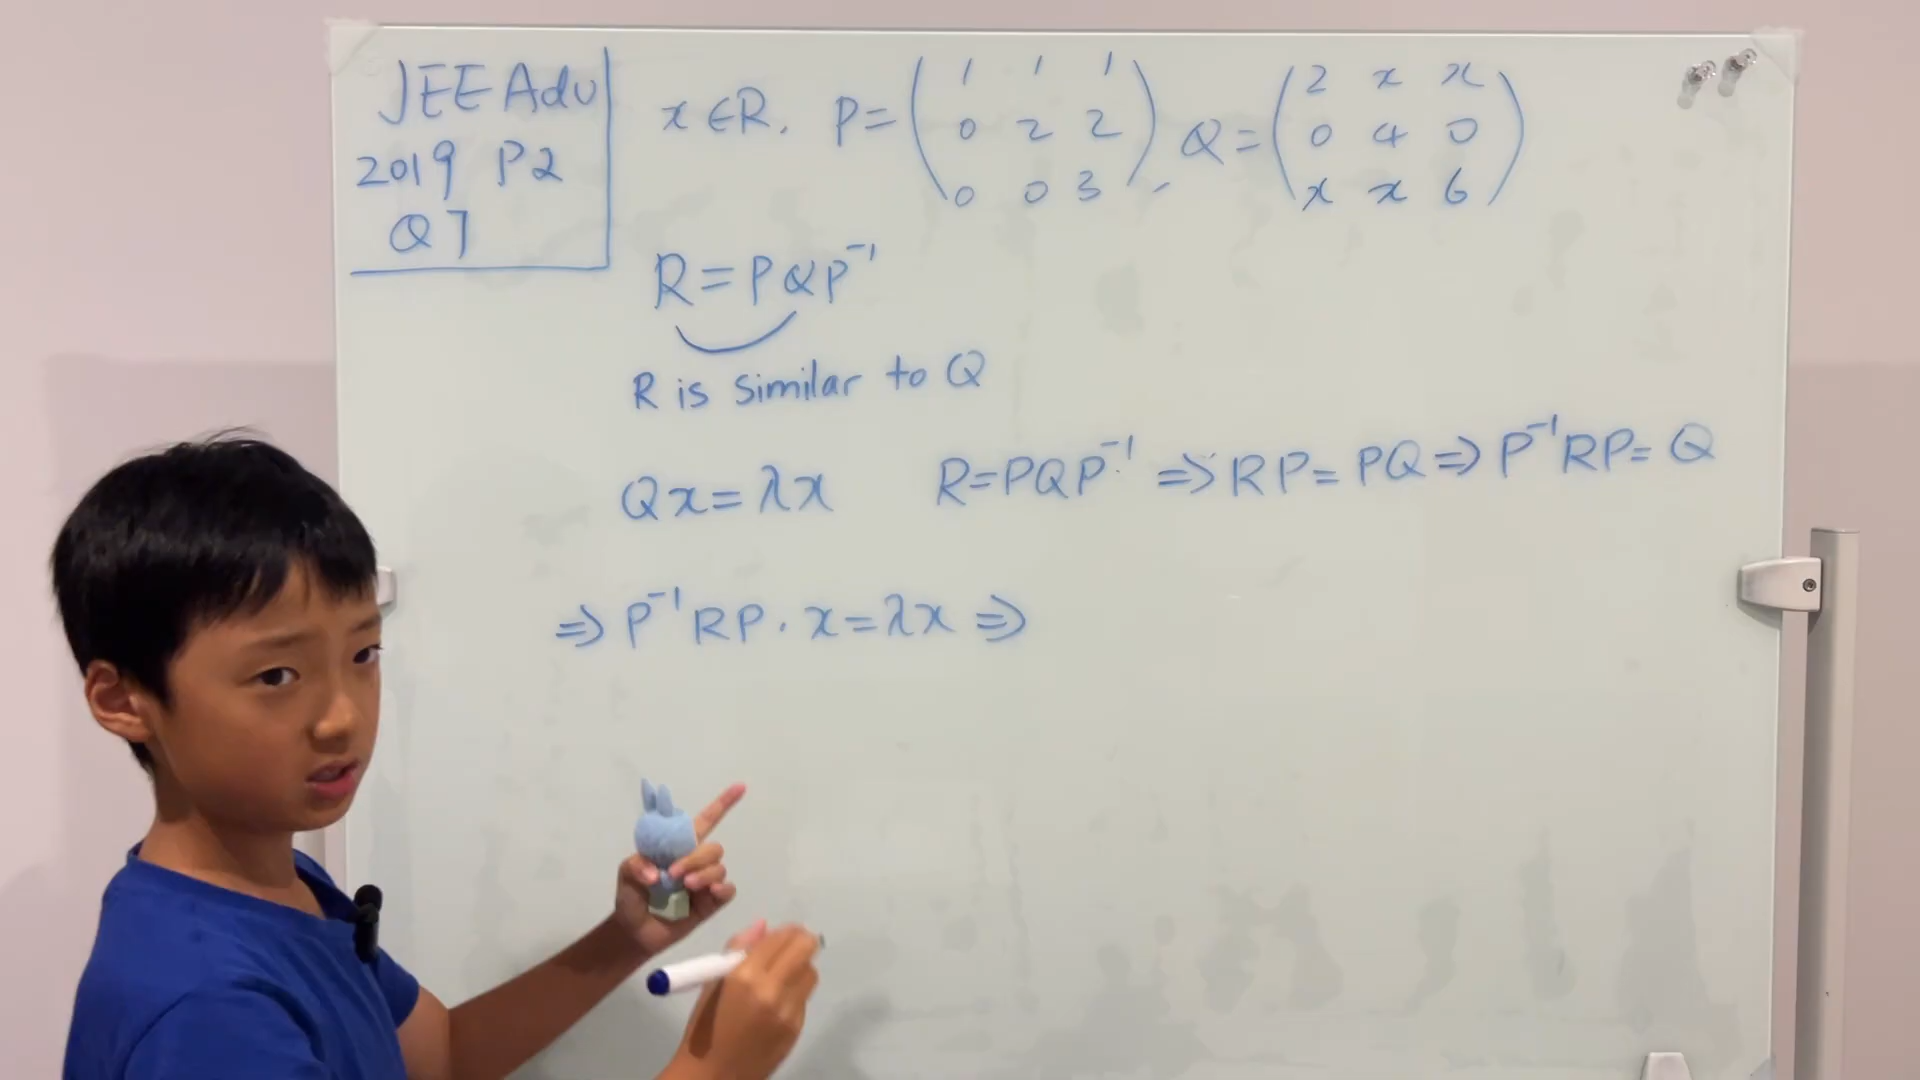 JEE Adv
2019 P2
Q7
x ∈ R, P = ( 1 1 1
0 2 2
0 0 3 ), Q = ( 2 x x
0 4 0
x x 6 )
R = PQP⁻¹
R is similar to Q
Qx = λx R = PQP⁻¹ ⇒ RP = PQ ⇒ P⁻¹RP = Q
⇒ P⁻¹RP · x = λx ⇒